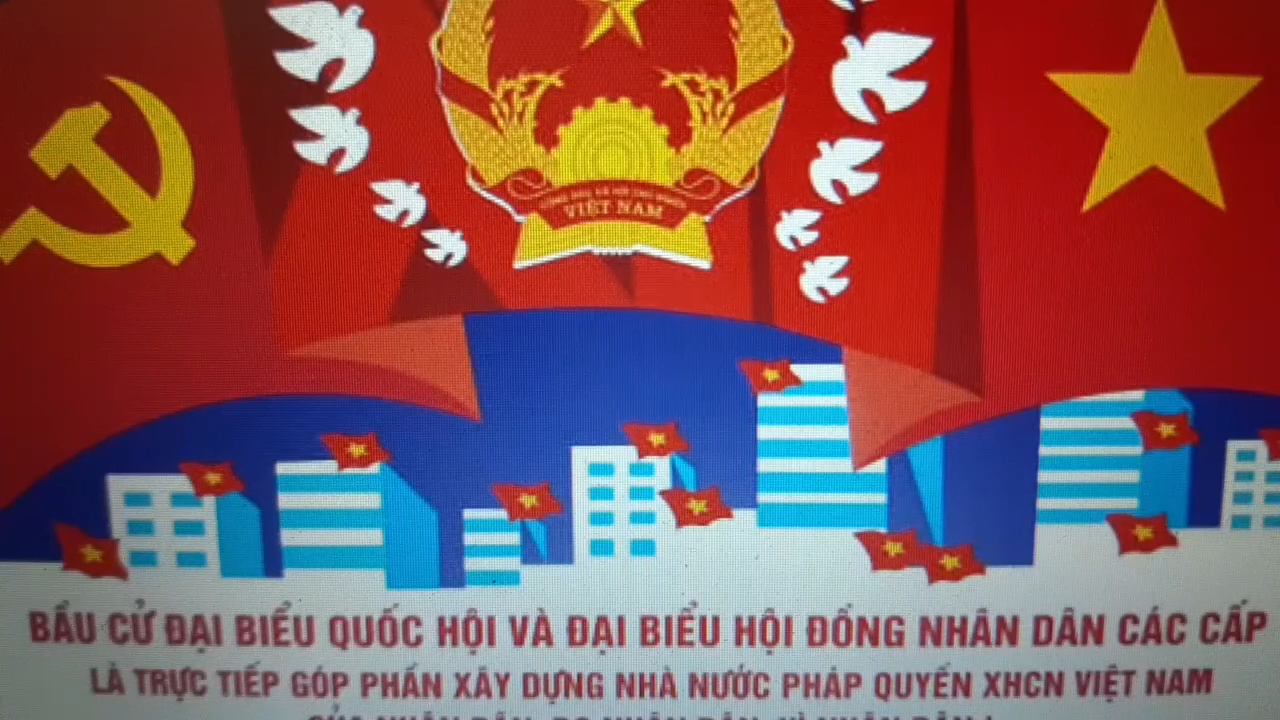 VIỆT NAM
BẦU CỬ ĐẠI BIỂU QUỐC HỘI VÀ ĐẠI BIỂU HỘI ĐỒNG NHÂN DÂN CÁC CẤP
LÀ TRỰC TIẾP GÓP PHẦN XÂY DỰNG NHÀ NƯỚC PHÁP QUYỀN XHCN VIỆT NAM